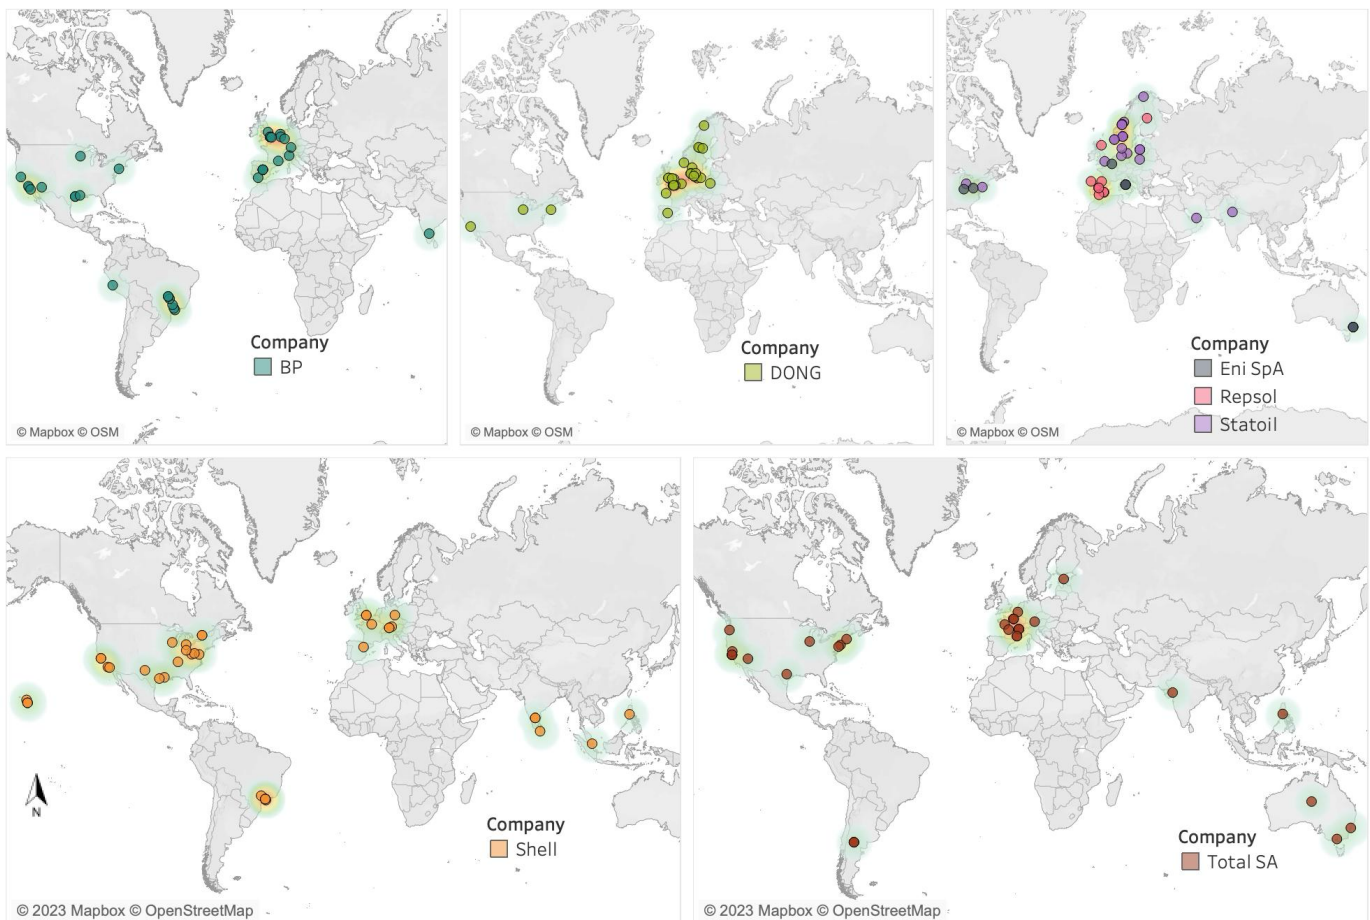 Company
BP
© Mapbox © OSM
Company
DONG
© Mapbox © OSM
Company
Eni SpA
Repsol
Statoil
© Mapbox © OSM
N
Company
Shell
© 2023 Mapbox © OpenStreetMap
Company
Total SA
© 2023 Mapbox © OpenStreetMap